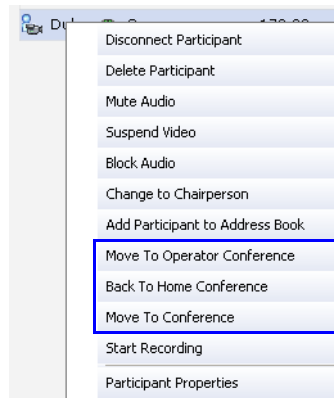 Disconnect Participant
Delete Participant
Mute Audio
Suspend Video
Block Audio
Change to Chairperson
Add Participant to Address Book
Move To Operator Conference
Back To Home Conference
Move To Conference
Start Recording
Participant Properties